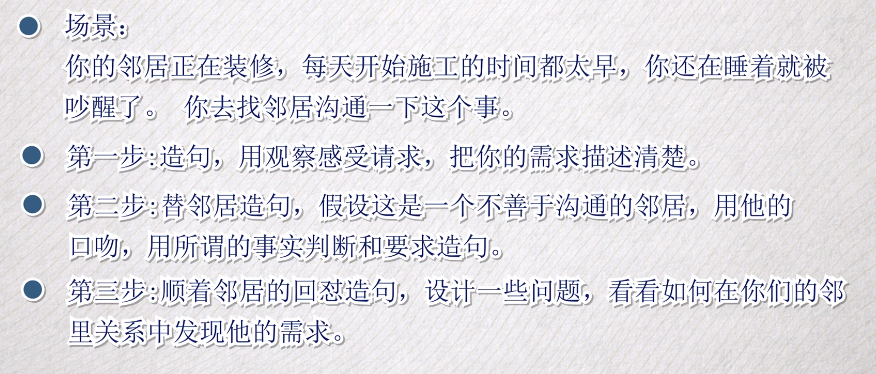 场景：
你的邻居正在装修，每天开始施工的时间都太早，你还在睡着就被
吵醒了。 你去找邻居沟通一下这个事。
第一步:造句，用观察感受请求，把你的需求描述清楚。
第二步:替邻居造句，假设这是一个不善于沟通的邻居，用他的
口吻，用所谓的事实判断和要求造句。
第三步:顺着邻居的回怼造句，设计一些问题，看看如何在你们的邻
里关系中发现他的需求。